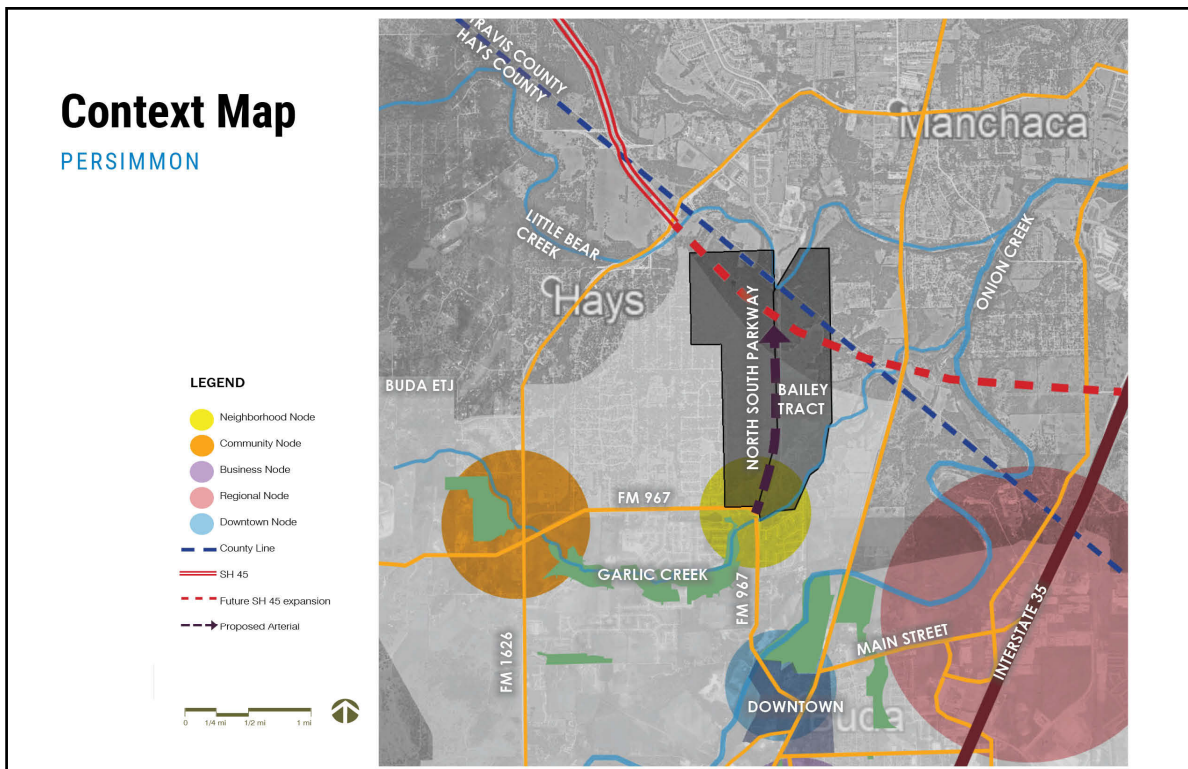 Context Map
PERSIMMON
LEGEND
Neighborhood Node
Community Node
Business Node
Regional Node
Downtown Node
County Line
SH 45
Future SH 45 expansion
Proposed Arterial
0 1/4 mi 1/2 mi 1 mi
TRAVIS COUNTY
HAYS COUNTY
Manchaca
LITTLE BEAR
CREEK
ONION CREEK
Hays
NORTH SOUTH PARKWAY
BUDA ETJ
BAILEY
TRACT
FM 967
GARLIC CREEK
FM 967
FM 1626
MAIN STREET
INTERSTATE 35
DOWNTOWN
Buda